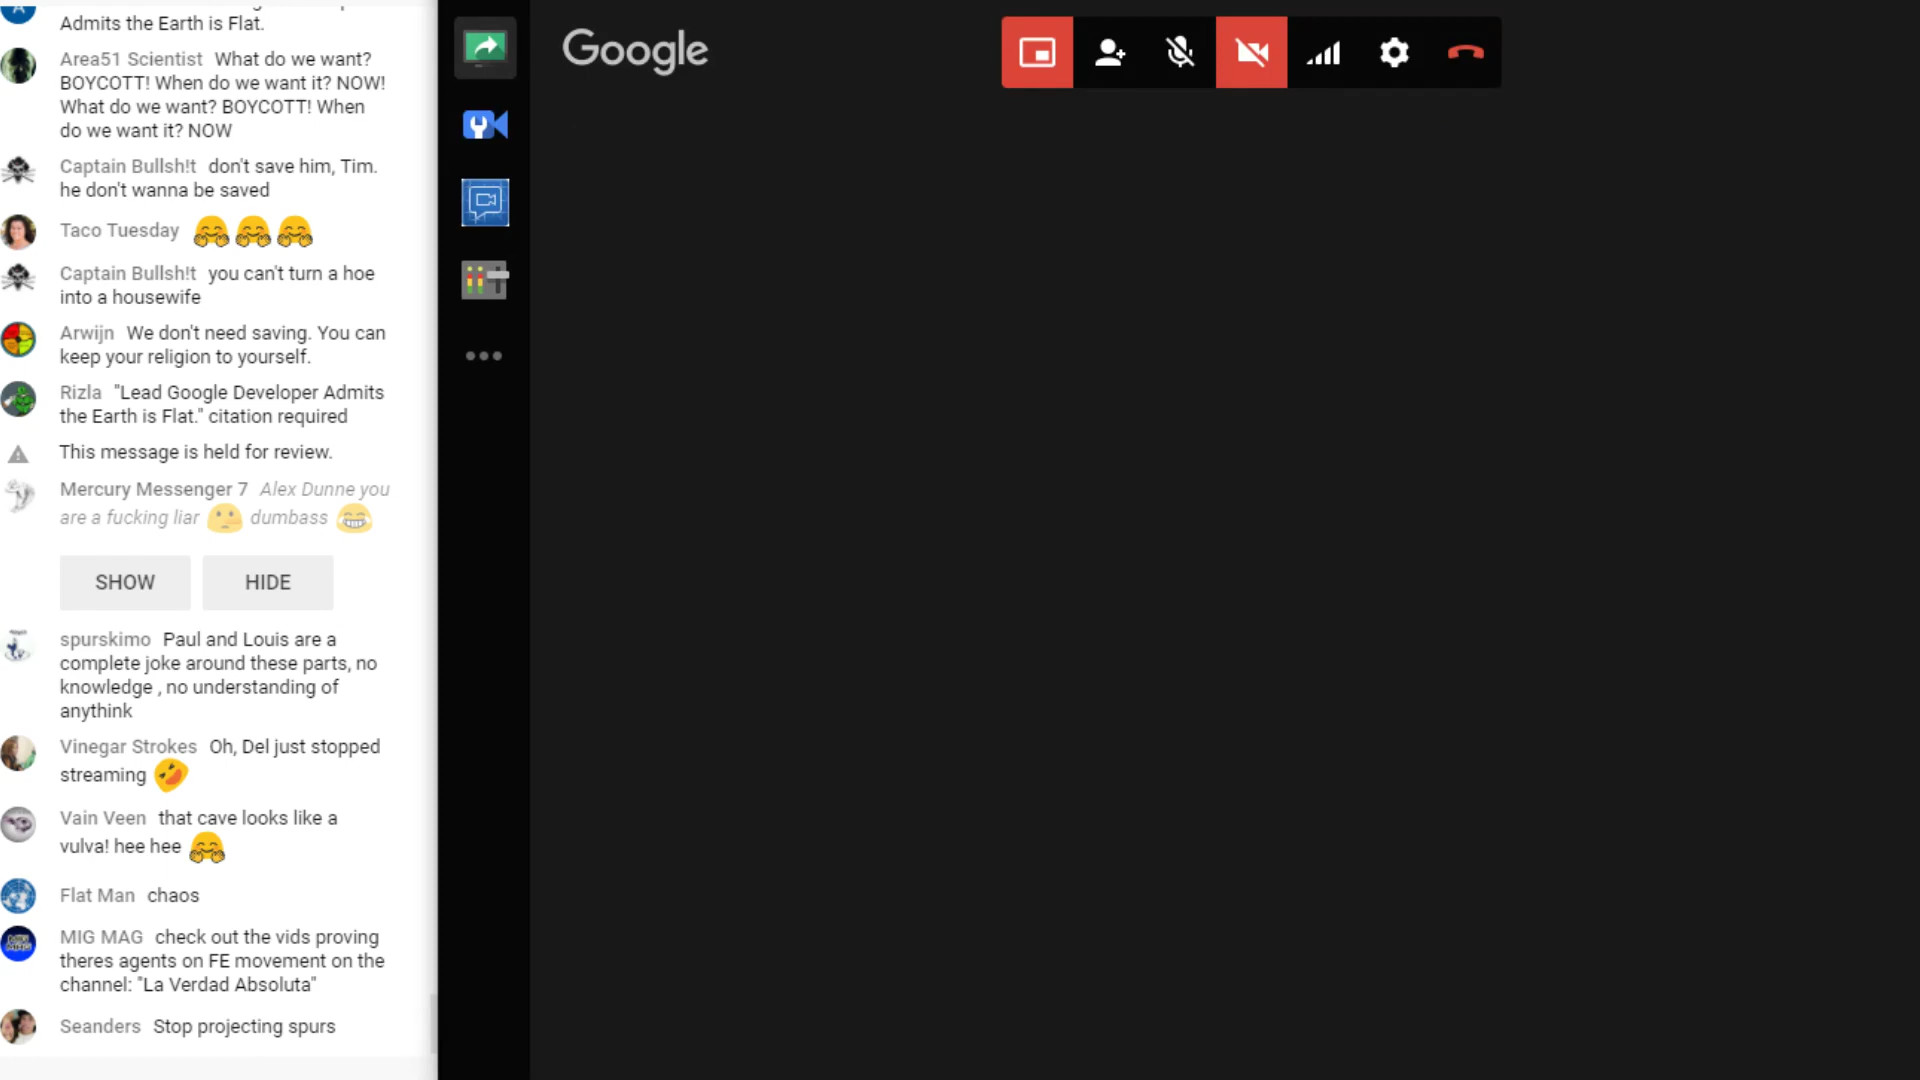 Admits the Earth is Flat.
Area51 Scientist What do we want?
BOYCOTT! When do we want it? NOW!
What do we want? BOYCOTT! When
do we want it? NOW
Captain Bullsh!t don't save him, Tim.
he don't wanna be saved
Taco Tuesday
Captain Bullsh!t you can't turn a hoe
into a housewife
Arwijn We don't need saving. You can
keep your religion to yourself.
Rizla "Lead Google Developer Admits
the Earth is Flat." citation required
This message is held for review.
Mercury Messenger 7 Alex Dunne you
are a fucking liar dumbass
SHOW HIDE
spurskimo Paul and Louis are a
complete joke around these parts, no
knowledge , no understanding of
anythink
Vinegar Strokes Oh, Del just stopped
streaming
Vain Veen that cave looks like a
vulva! hee hee
Flat Man chaos
MIG MAG check out the vids proving
theres agents on FE movement on the
channel: "La Verdad Absoluta"
Seanders Stop projecting spurs
Google